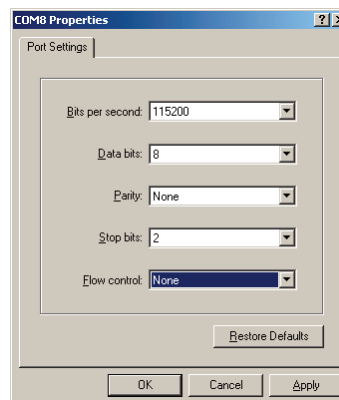 COM8 Properties
Port Settings
Bits per second: 115200
Data bits: 8
Parity: None
Stop bits: 2
Flow control: None
Restore Defaults
OK Cancel Apply